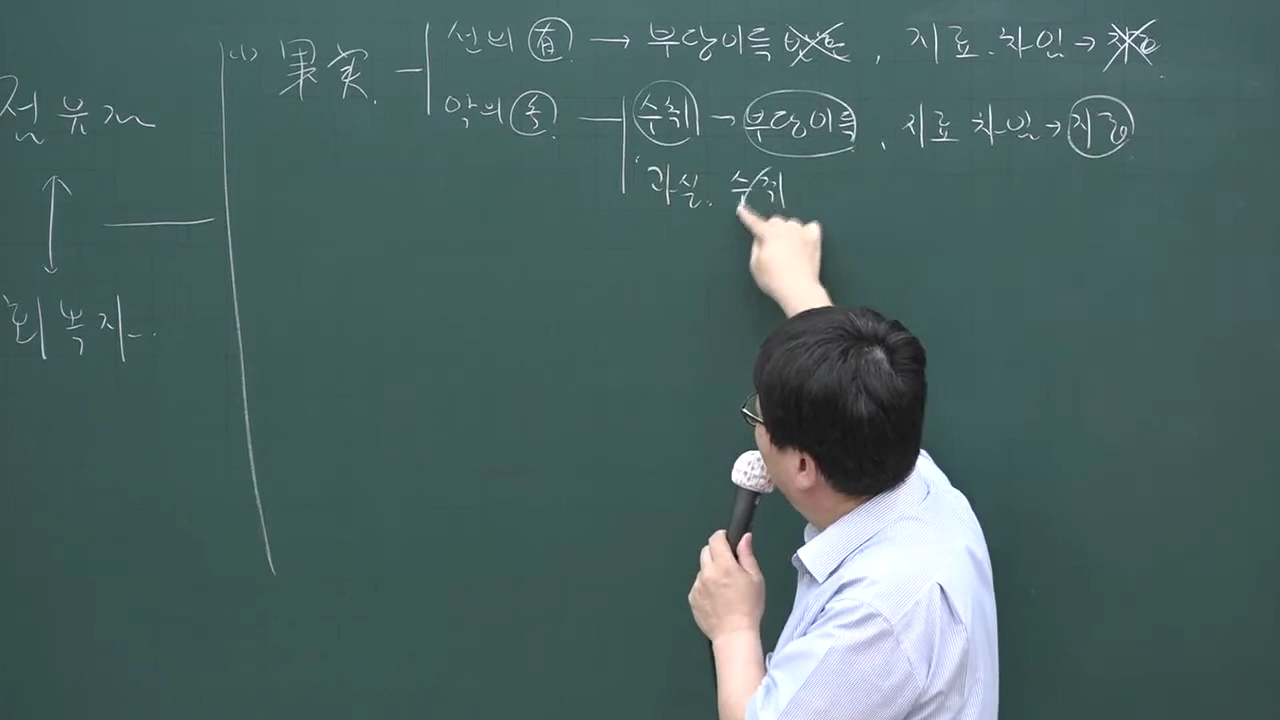 점유자
회복자
(1) 果实
선의 有 → 부당이득 반환, 지료. 차임 → 지급
악의 → 수취 → 부당이득, 지료 차임 → 지급
과실. 수취